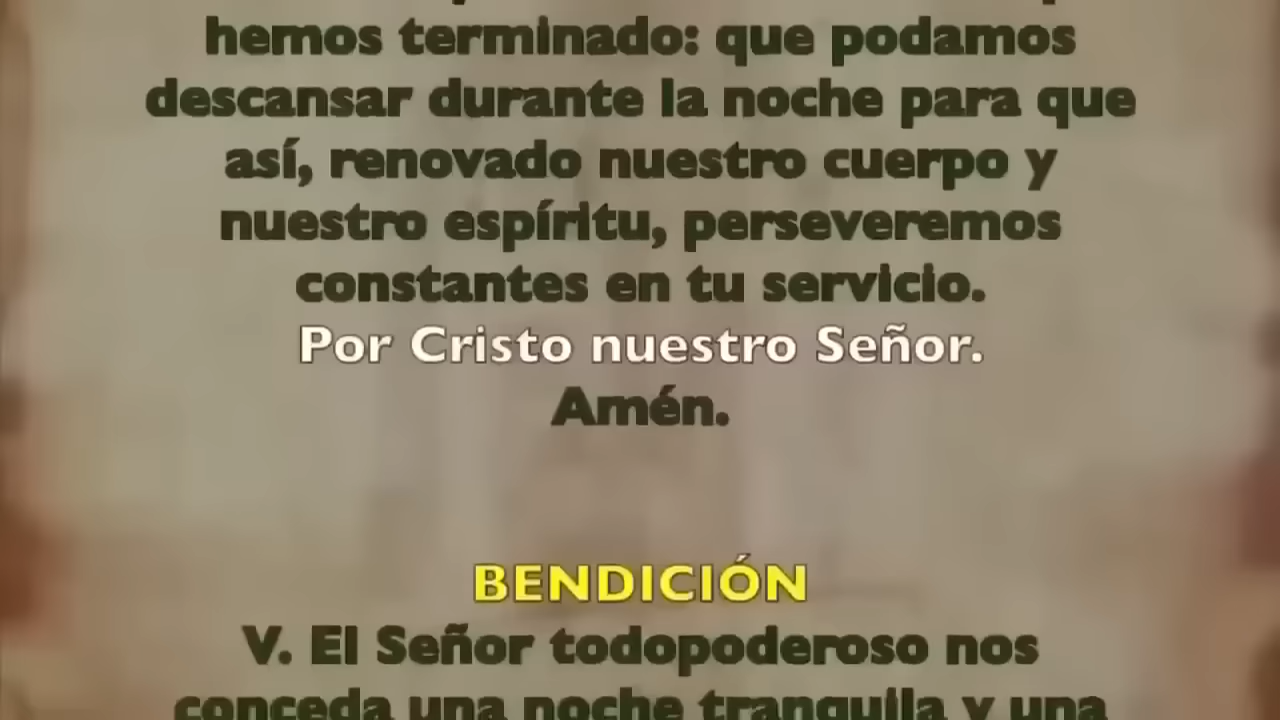 hemos terminado: que podamos
descansar durante la noche para que
así, renovado nuestro cuerpo y
nuestro espíritu, perseveremos
constantes en tu servicio.
Por Cristo nuestro Señor.
Amén.
BENDICIÓN
V. El Señor todopoderoso nos
conceda una noche tranquila y una